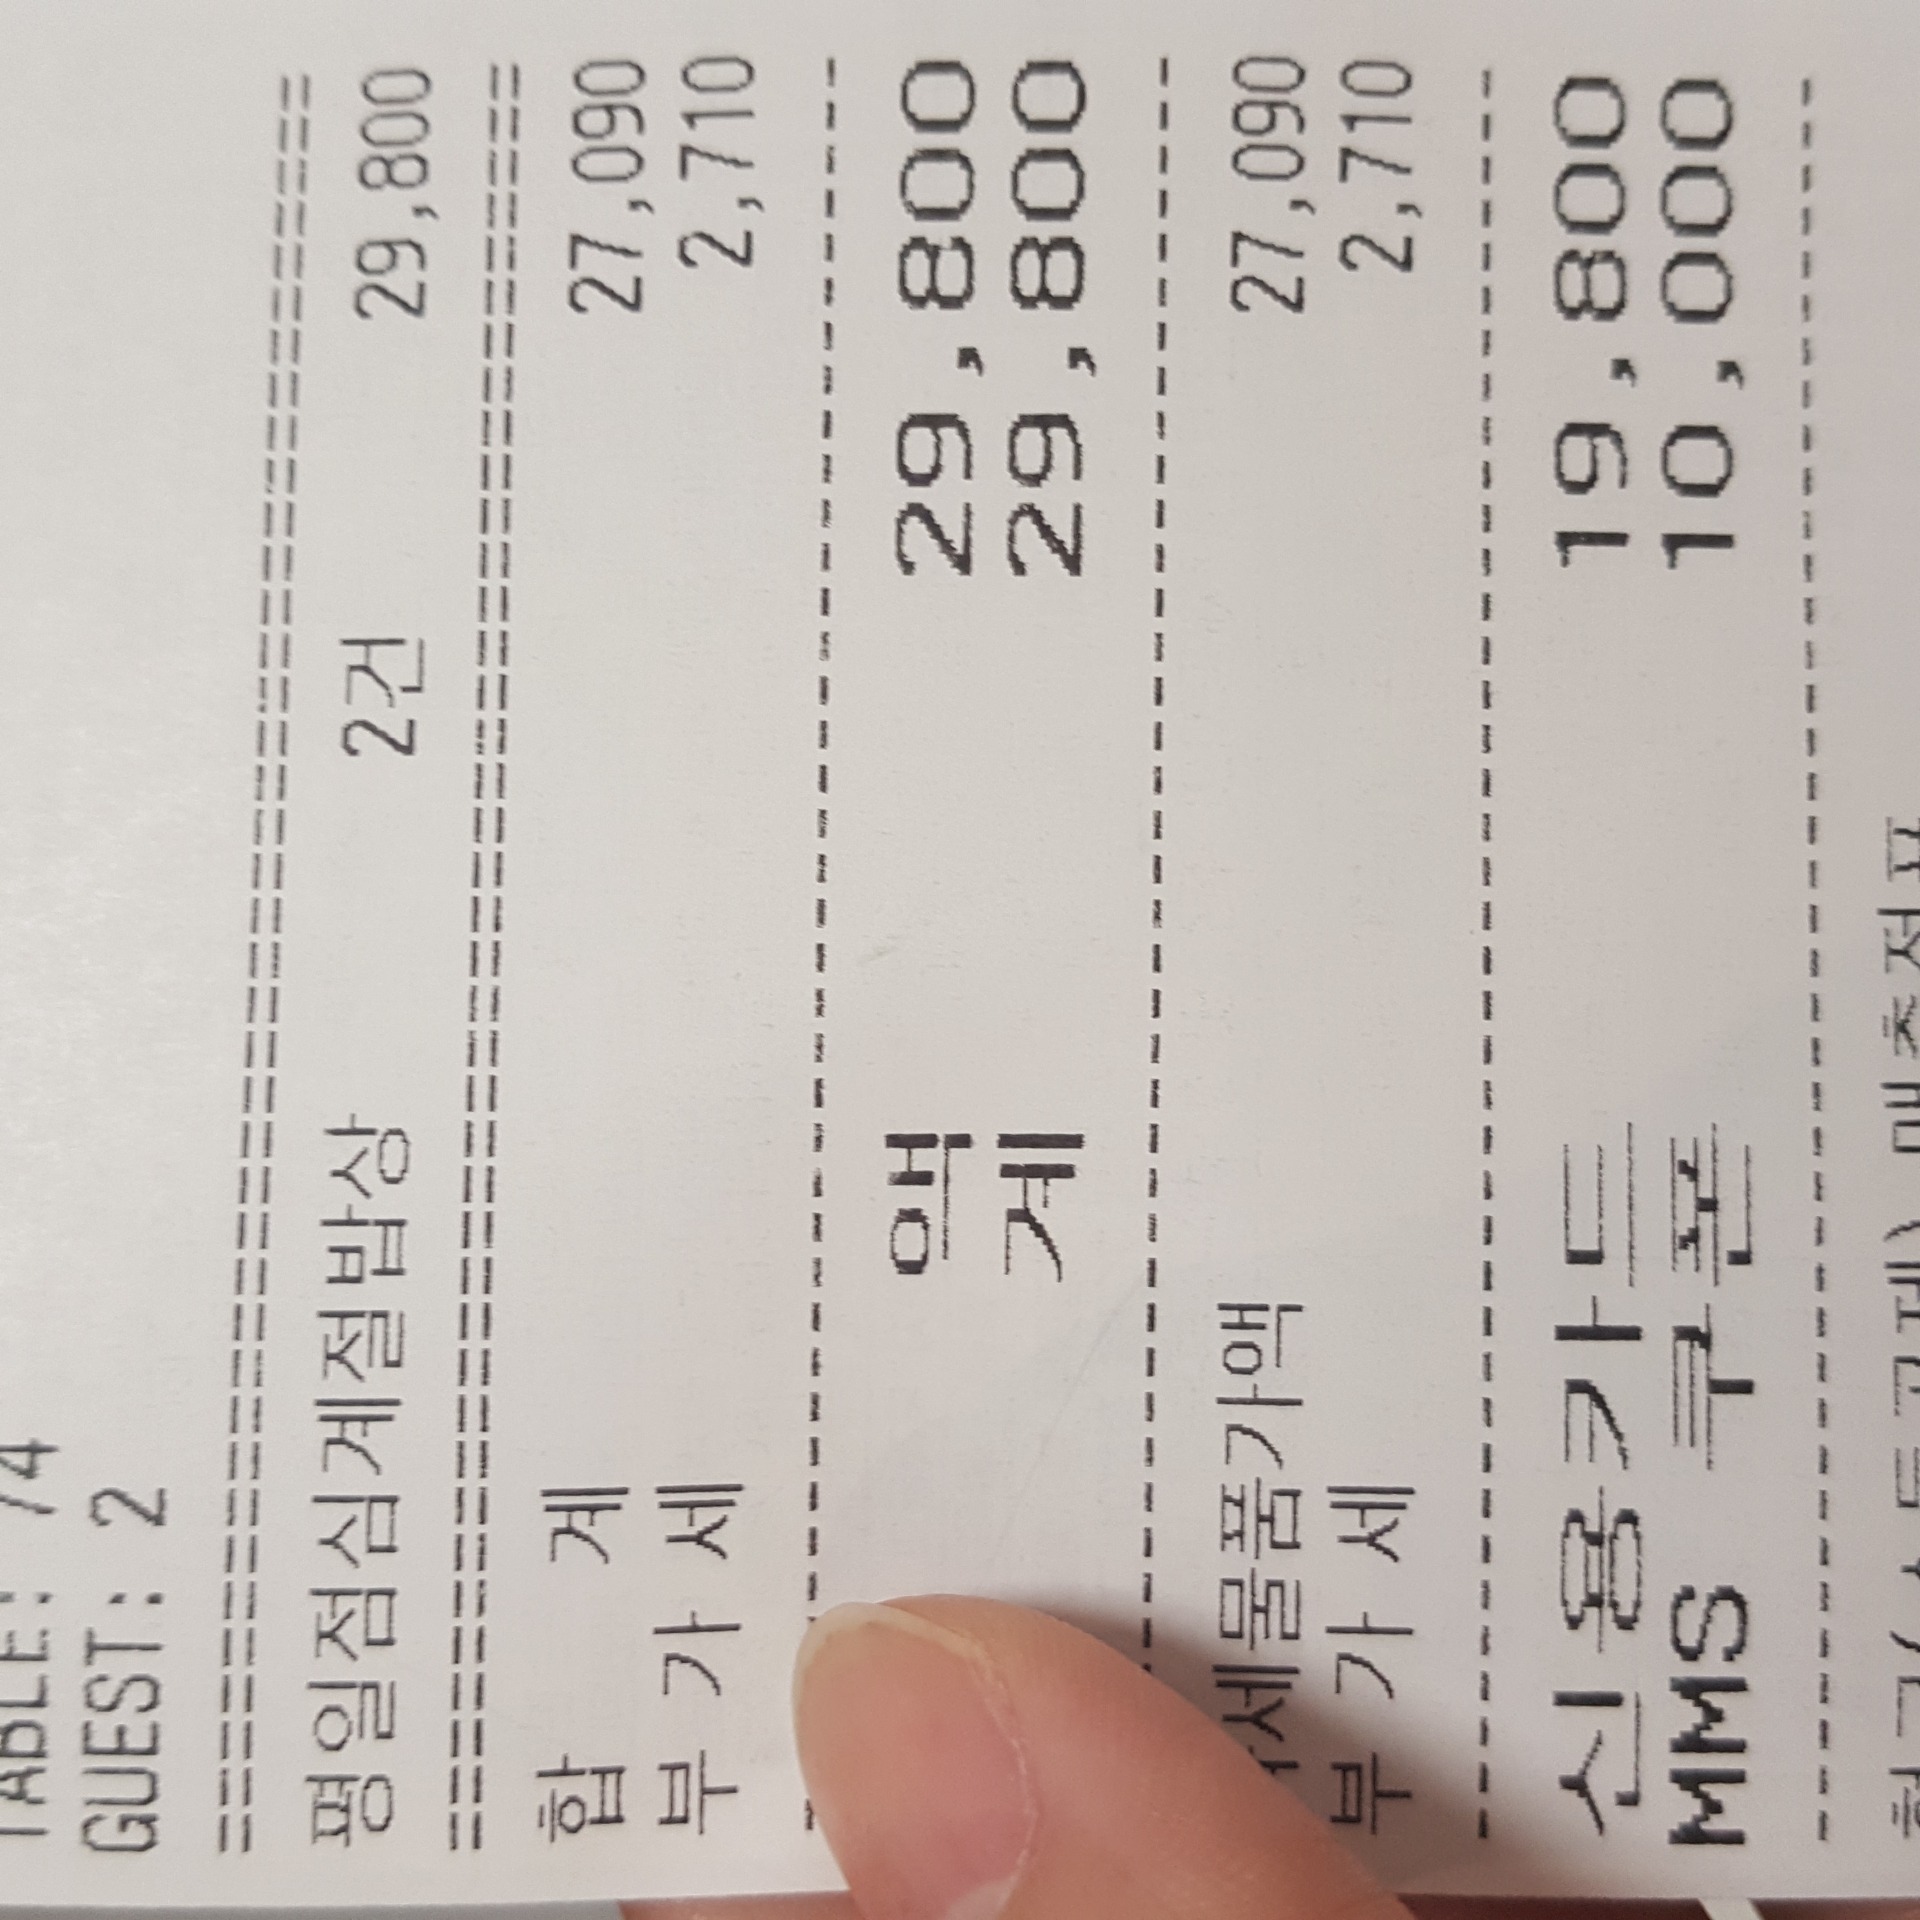 TABLE: 74
GUEST: 2
평일점심계절밥상 2건 29,800
합 계 27,090
부 가 세 2,710
액 29,800
계 29,800
세물품가액 27,090
부 가 세 2,710
신용카드 19,800
MMS 쿠폰 10,000